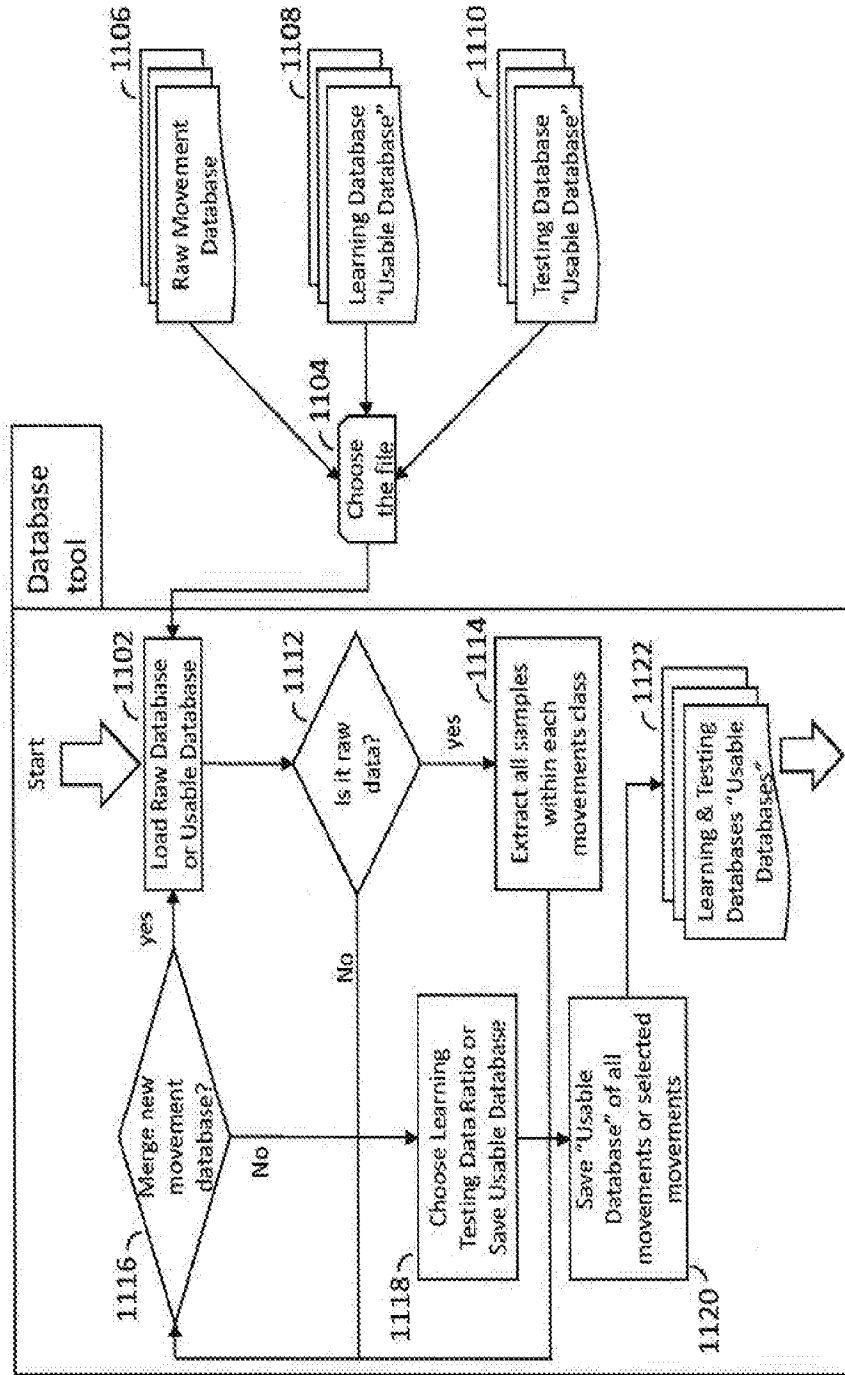 Database
tool
Start
1102
Load Raw Database
or Usable Database
1104
Choose
the file
1106
Raw Movement
Database
1108
Learning Database
“Usable Database”
1110
Testing Database
“Usable Database”
1112
Is it raw
data?
yes
No
1114
Extract all samples
within each
movements class
1116
Merge new
movement
database?
yes
No
1118
Choose Learning
Testing Data Ratio or
Save Usable Database
1120
Save “Usable
Database” of all
movements or selected
movements
1122
Learning & Testing
Databases “Usable
Databases”